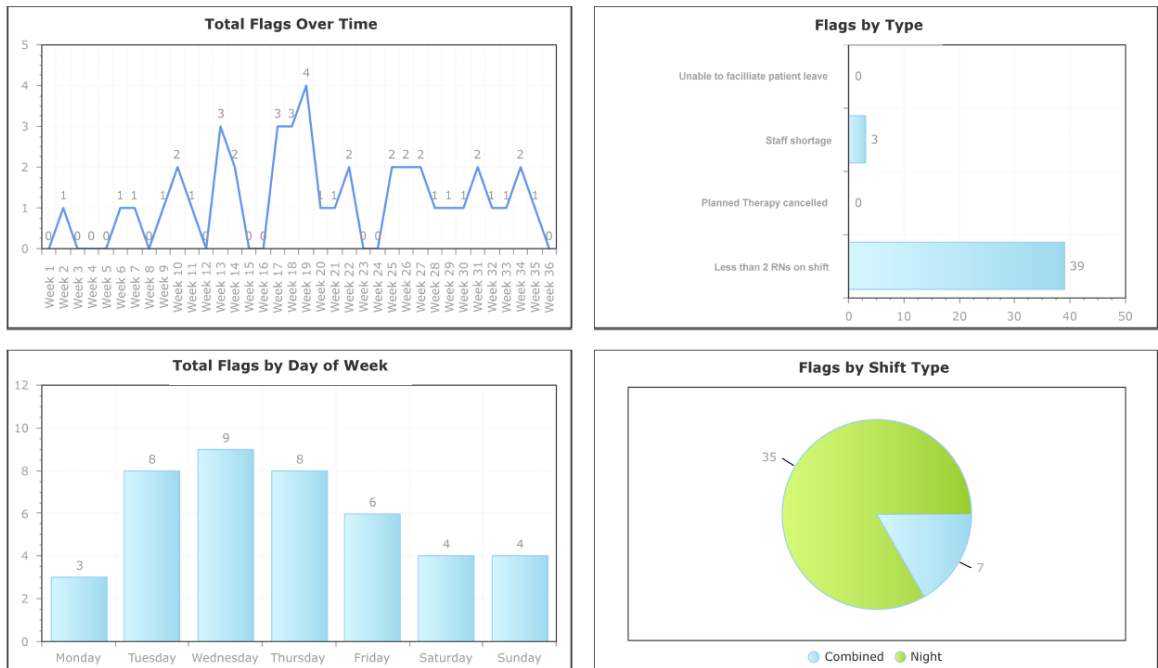 Total Flags Over Time
5
4
4
3 3 3
3
2 2 2 2 2 2 2 2
2
1 1 1 1 1 1 1 1 1 1 1 1 1
1
0 0 0 0 0 0 0 0 0 0 0
0
Week 1
Week 2
Week 3
Week 4
Week 5
Week 6
Week 7
Week 8
Week 9
Week 10
Week 11
Week 12
Week 13
Week 14
Week 15
Week 16
Week 17
Week 18
Week 19
Week 20
Week 21
Week 22
Week 23
Week 24
Week 25
Week 26
Week 27
Week 28
Week 29
Week 30
Week 31
Week 32
Week 33
Week 34
Week 35
Week 36
Flags by Type
Unable to facilliate patient leave 0
Staff shortage 3
Planned Therapy cancelled 0
Less than 2 RNs on shift 39
0 10 20 30 40 50
Total Flags by Day of Week
12
10
8
6
4
2
0
3 8 9 8 6 4 4
Monday Tuesday Wednesday Thursday Friday Saturday Sunday
Flags by Shift Type
35
7
Combined Night